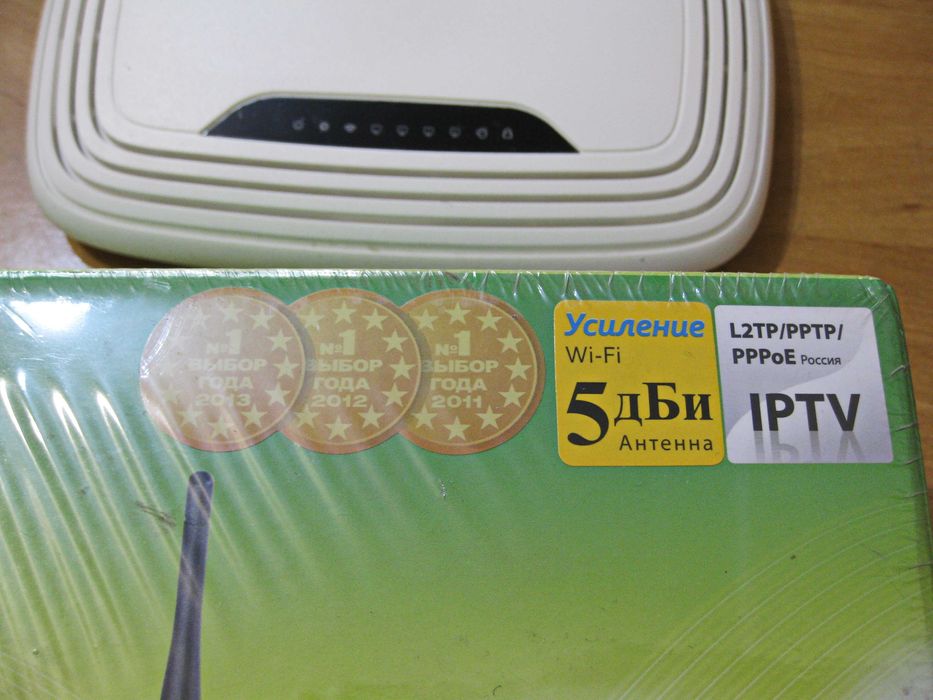 №1
ВЫБОР
ГОДА
2013
№1
ВЫБОР
ГОДА
2012
№1
ВЫБОР
ГОДА
2011
Усиление
Wi-Fi
5дБи
Антенна
L2TP/PPTP/
PPPoE Россия
IPTV